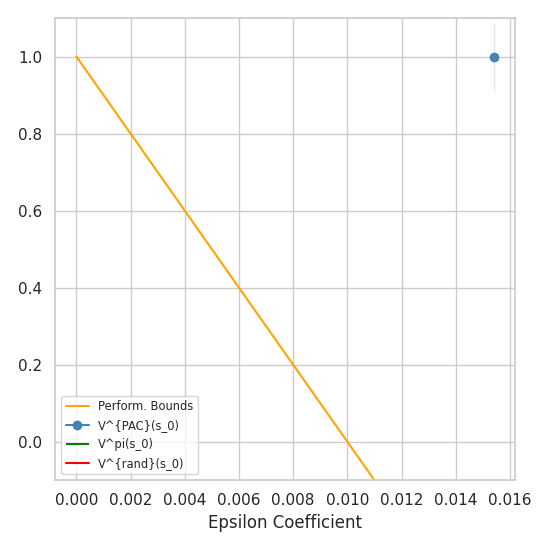 1.0
0.8
0.6
0.4
0.2
0.0
Perform. Bounds
V^{PAC}(s_0)
V^pi(s_0)
V^{rand}(s_0)
0.000 0.002 0.004 0.006 0.008 0.010 0.012 0.014 0.016
Epsilon Coefficient